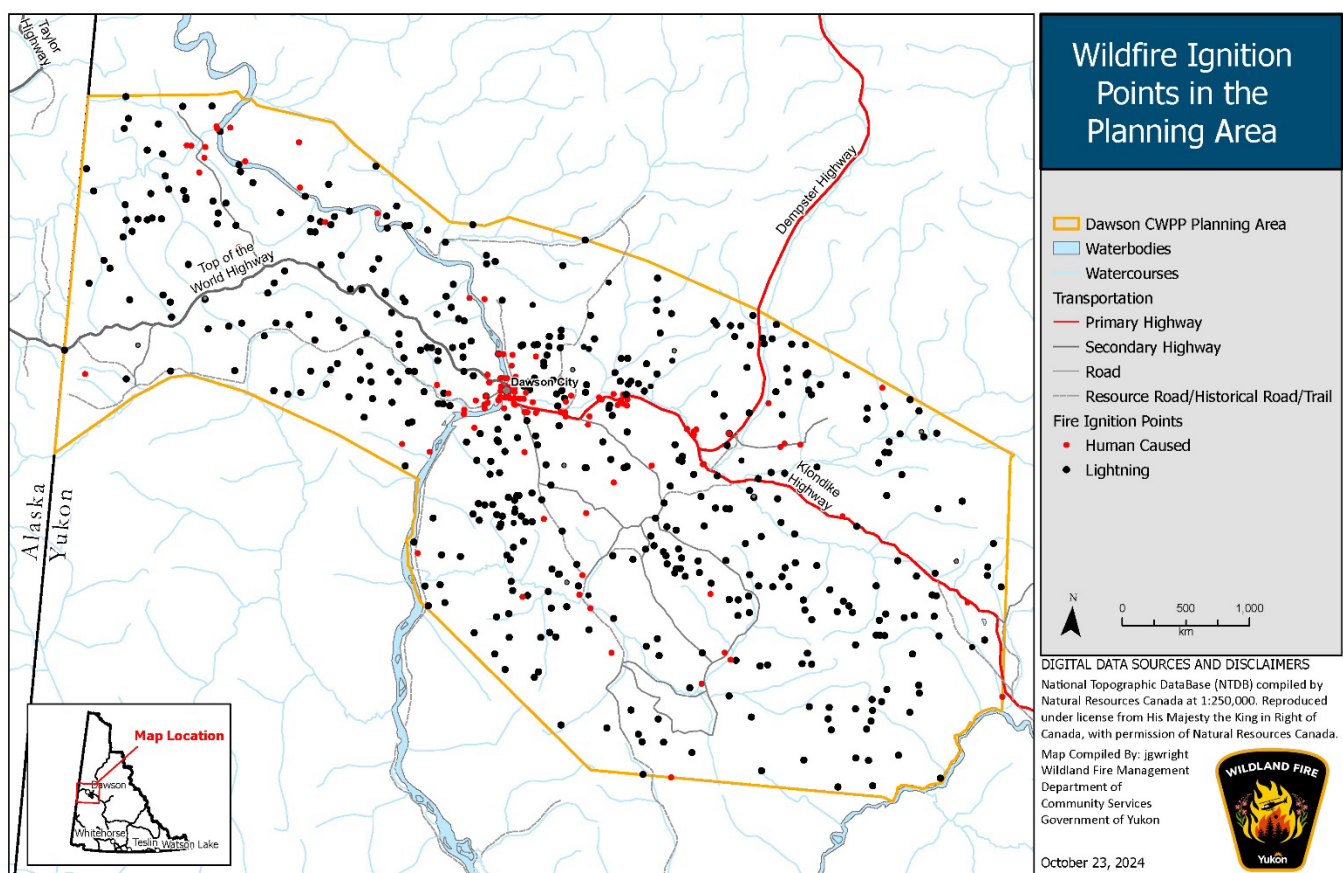 Wildfire Ignition
Points in the
Planning Area
Taylor
Highway
Dempster Highway
Top of the
World Highway
Dawson City
Klondike
Highway
Alaska
Yukon
Map Location
Dawson
Whitehorse
Teslin
Watson Lake
Dawson CWPP Planning Area
Waterbodies
Watercourses
Transportation
Primary Highway
Secondary Highway
Road
Resource Road/Historical Road/Trail
Fire Ignition Points
Human Caused
Lightning
N
0 500 1,000
km
DIGITAL DATA SOURCES AND DISCLAIMERS
National Topographic DataBase (NTDB) compiled by
Natural Resources Canada at 1:250,000. Reproduced
under license from His Majesty the King in Right of
Canada, with permission of Natural Resources Canada.
Map Compiled By: jgwright
Wildland Fire Management
Department of
Community Services
Government of Yukon
October 23, 2024
WILDLAND FIRE
Yukon